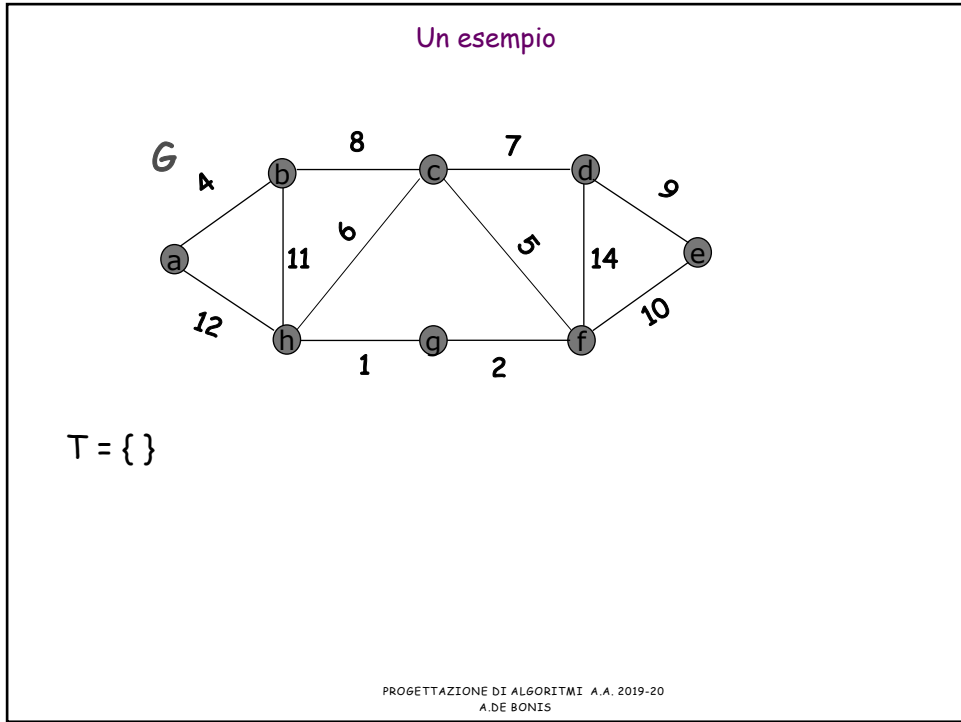 Un esempio
G
8
7
4
b
c
d
9
6
5
a
11
14
e
12
10
h
g
f
1
2
T = { }
PROGETTAZIONE DI ALGORITMI A.A. 2019-20
A.DE BONIS